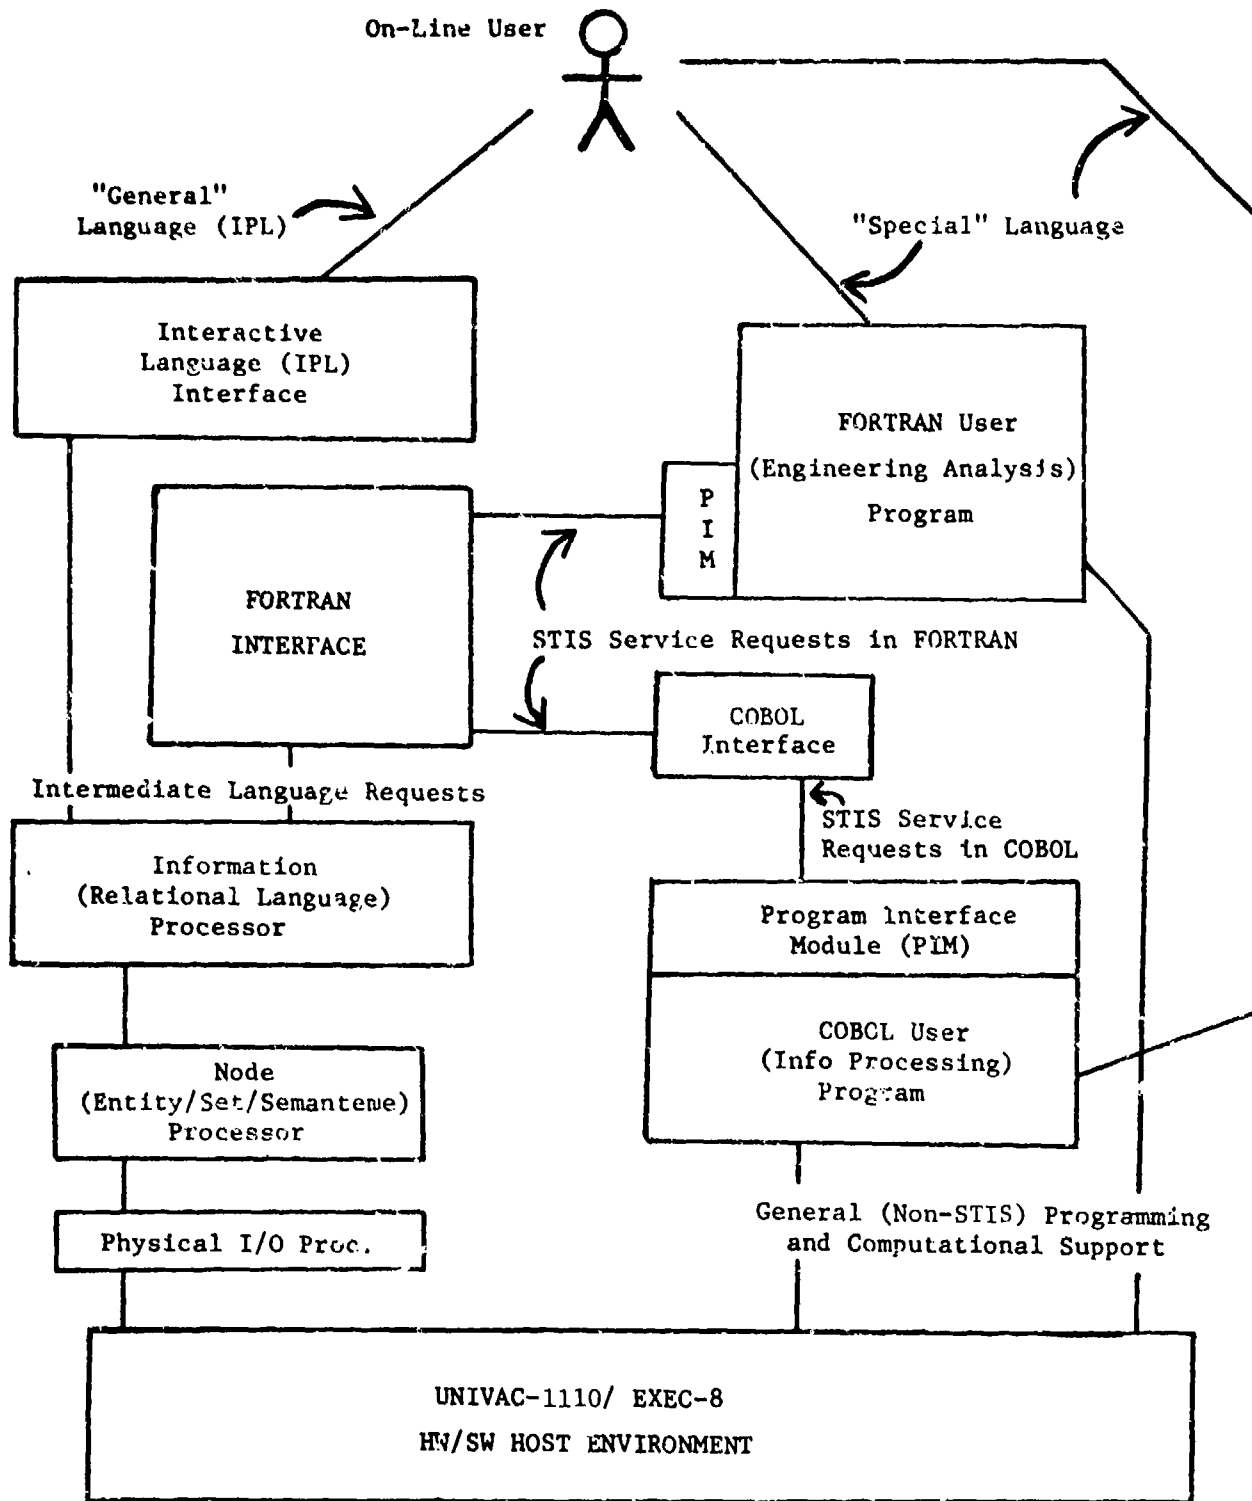 On-Line User
"General"
Language (IPL)
"Special" Language
Interactive
Language (IPL)
Interface
FORTRAN User
(Engineering Analysis)
Program
P
I
M
FORTRAN
INTERFACE
STIS Service Requests in FORTRAN
COBOL
Interface
Intermediate Language Requests
STIS Service
Requests in COBOL
Information
(Relational Language)
Processor
Program Interface
Module (PIM)
COBOL User
(Info Processing)
Program
Node
(Entity/Set/Semanteme)
Processor
General (Non-STIS) Programming
and Computational Support
Physical I/O Proc.
UNIVAC-1110/ EXEC-8
HW/SW HOST ENVIRONMENT